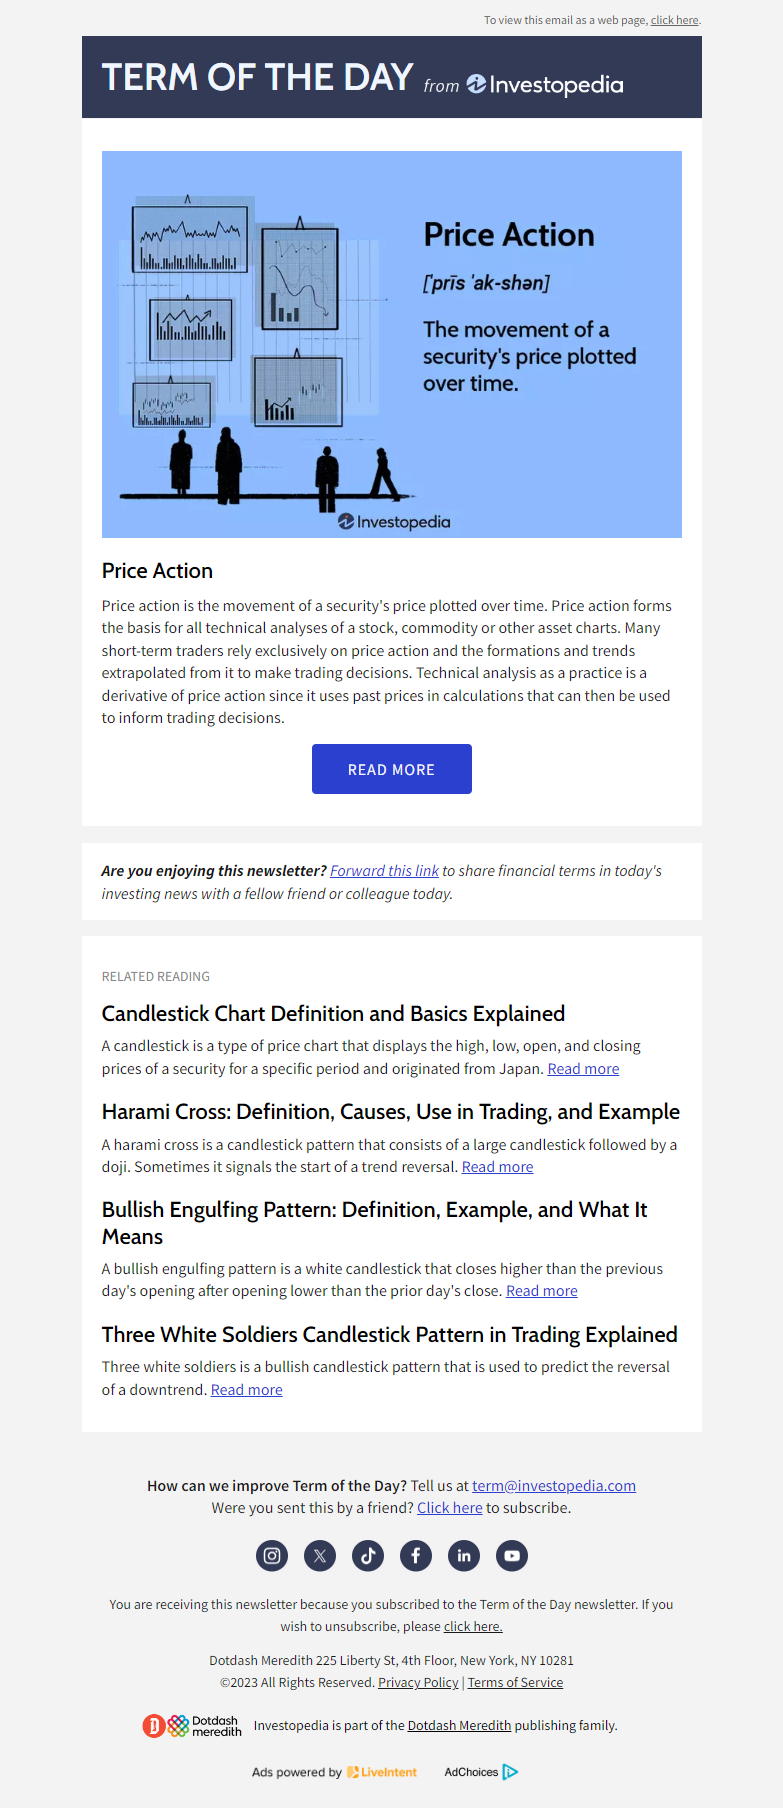 To view this email as a web page, click here.
TERM OF THE DAY from Investopedia
Price Action
['prīs 'ak-shən]
The movement of a
security's price plotted
over time.
Investopedia
Price Action
Price action is the movement of a security's price plotted over time. Price action forms
the basis for all technical analyses of a stock, commodity or other asset charts. Many
short-term traders rely exclusively on price action and the formations and trends
extrapolated from it to make trading decisions. Technical analysis as a practice is a
derivative of price action since it uses past prices in calculations that can then be used
to inform trading decisions.
READ MORE
Are you enjoying this newsletter? Forward this link to share financial terms in today's
investing news with a fellow friend or colleague today.
RELATED READING
Candlestick Chart Definition and Basics Explained
A candlestick is a type of price chart that displays the high, low, open, and closing
prices of a security for a specific period and originated from Japan. Read more
Harami Cross: Definition, Causes, Use in Trading, and Example
A harami cross is a candlestick pattern that consists of a large candlestick followed by a
doji. Sometimes it signals the start of a trend reversal. Read more
Bullish Engulfing Pattern: Definition, Example, and What It
Means
A bullish engulfing pattern is a white candlestick that closes higher than the previous
day's opening after opening lower than the prior day's close. Read more
Three White Soldiers Candlestick Pattern in Trading Explained
Three white soldiers is a bullish candlestick pattern that is used to predict the reversal
of a downtrend. Read more
How can we improve Term of the Day? Tell us at term@investopedia.com
Were you sent this by a friend? Click here to subscribe.
You are receiving this newsletter because you subscribed to the Term of the Day newsletter. If you
wish to unsubscribe, please click here.
Dotdash Meredith 225 Liberty St, 4th Floor, New York, NY 10281
©2023 All Rights Reserved. Privacy Policy | Terms of Service
Dotdash
meredith
Investopedia is part of the Dotdash Meredith publishing family.
Ads powered by LiveIntent
AdChoices